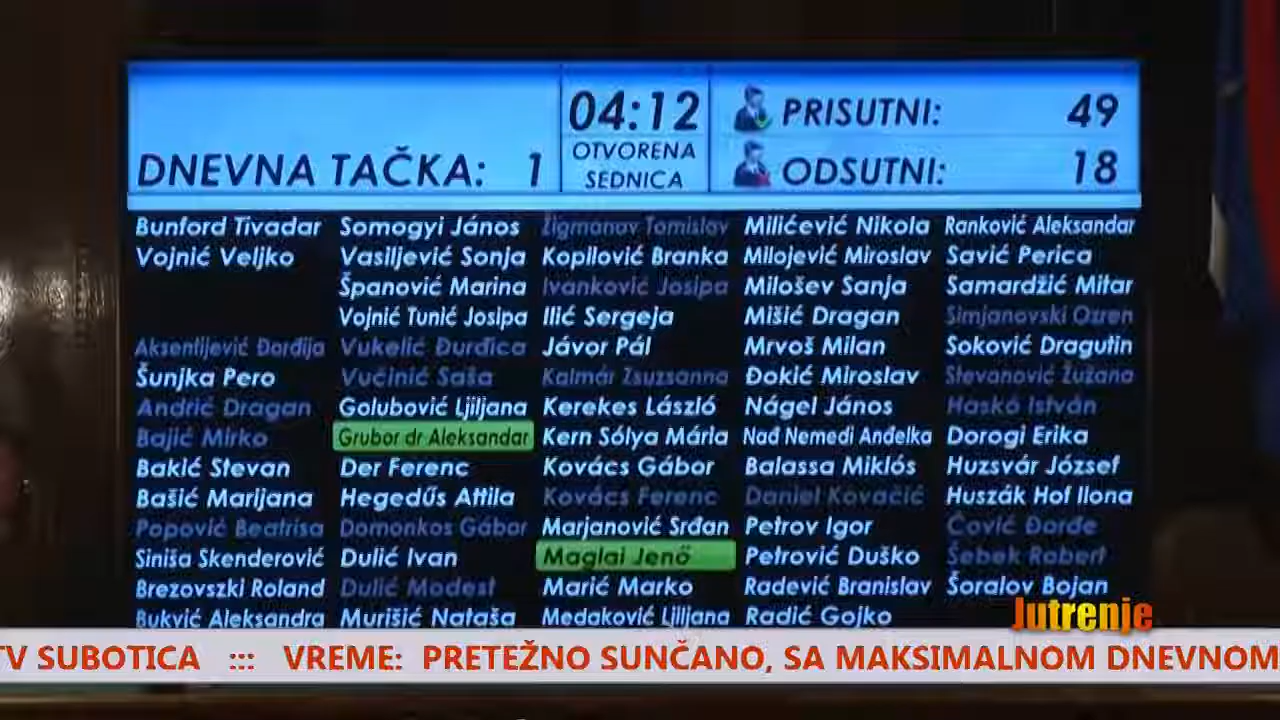 DNEVNA TAČKA: 1
04:12
OTVORENA
SEDNICA
PRISUTNI: 49
ODSUTNI: 18
Bunford Tivadar Somogyi János Žigmanov Tomislav Milićević Nikola Ranković Aleksandar
Vojnić Veljko Vasiljević Sonja Kopilović Branka Milojević Miroslav Savić Perica
Španović Marina Ivanković Josipa Milošev Sanja Samardžić Mitar
Vojnić Tunić Josipa Ilić Sergeja Mišić Dragan Simjanovski Ozren
Aksentijević Đorđija Vukelić Đurđica Jávor Pál Mrvoš Milan Soković Dragutin
Šunjka Pero Vučinić Saša Kalmár Zsuzsanna Đokić Miroslav Stevanović Žužana
Andrić Dragan Golubović Ljiljana Kerekes László Nágel János Haskó István
Bajić Mirko Grubor dr Aleksandar Kern Sólya Mária Nađ Nemedi Anđelka Dorogi Erika
Bakić Stevan Der Ferenc Kovács Gábor Balassa Miklós Huzsvár József
Bašić Marijana Hegedűs Attila Kovács Ferenc Daniel Kovačić Huszák Hof Ilona
Popović Beatrisa Domonkos Gábor Marjanović Srđan Petrov Igor Čović Đorđe
Siniša Skenderović Dulić Ivan Maglai Jenő Petrović Duško Šebek Robert
Brezovszki Roland Dulić Modest Marić Marko Radević Branislav Šoralov Bojan
Bukvić Aleksandra Murišić Nataša Medaković Ljiljana Radić Gojko
Jutrenje
TV SUBOTICA ::: VREME: PRETEŽNO SUNČANO, SA MAKSIMALNOM DNEVNOM